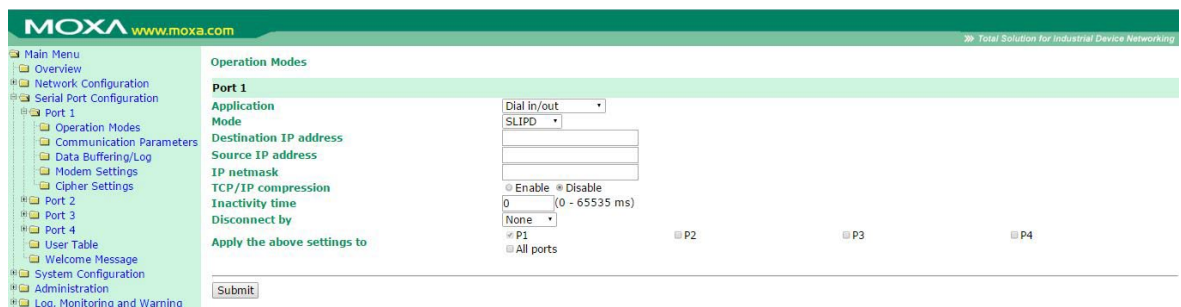 MOXA www.moxa.com
Total Solution for Industrial Device Networking
Main Menu
Overview
Network Configuration
Serial Port Configuration
Port 1
Operation Modes
Communication Parameters
Data Buffering/Log
Modem Settings
Cipher Settings
Port 2
Port 3
Port 4
User Table
Welcome Message
System Configuration
Administration
Log, Monitoring and Warning
Operation Modes
Port 1
Application Dial in/out
Mode SLIPD
Destination IP address
Source IP address
IP netmask
TCP/IP compression Enable Disable
Inactivity time 0 (0 - 65535 ms)
Disconnect by None
Apply the above settings to P1 P2 P3 P4
All ports
Submit